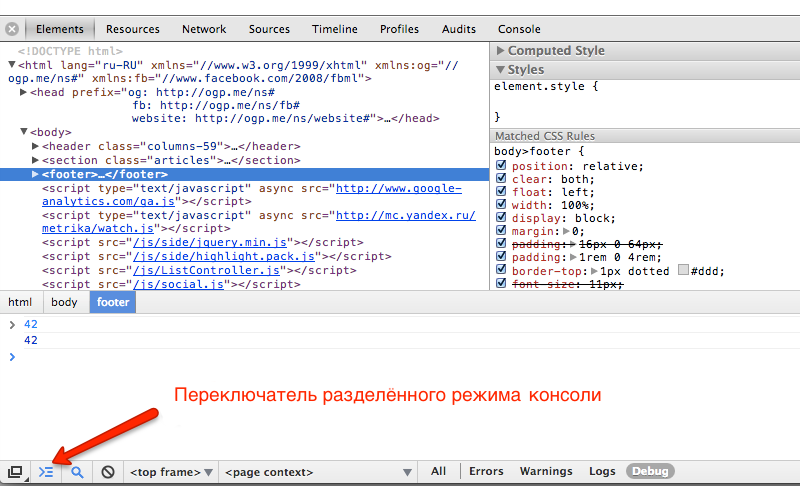 Elements Resources Network Sources Timeline Profiles Audits Console
<!DOCTYPE html>
<html lang="ru-RU" xmlns="//www.w3.org/1999/xhtml" xmlns:og="//
ogp.me/ns#" xmlns:fb="//www.facebook.com/2008/fbml">
<head prefix="og: http://ogp.me/ns#
fb: http://ogp.me/ns/fb#
website: http://ogp.me/ns/website#">…</head>
<body>
<header class="columns-59">…</header>
<section class="articles">…</section>
<footer>…</footer>
<script type="text/javascript" async src="http://www.google-
analytics.com/ga.js"></script>
<script type="text/javascript" async src="http://mc.yandex.ru/
metrika/watch.js"></script>
<script src="/js/side/jquery.min.js"></script>
<script src="/js/side/highlight.pack.js"></script>
<script src="/js/ListController.js"></script>
<script src="/js/social.js"></script>
Computed Style
Styles
element.style {
}
Matched CSS Rules
body>footer {
position: relative;
clear: both;
float: left;
width: 100%;
display: block;
margin: 0;
padding: 16px 0 64px;
padding: 1rem 0 4rem;
border-top: 1px dotted #ddd;
font-size: 11px;
html body footer
> 42
42
>
Переключатель разделённого режима консоли
<top frame> <page context> All Errors Warnings Logs Debug